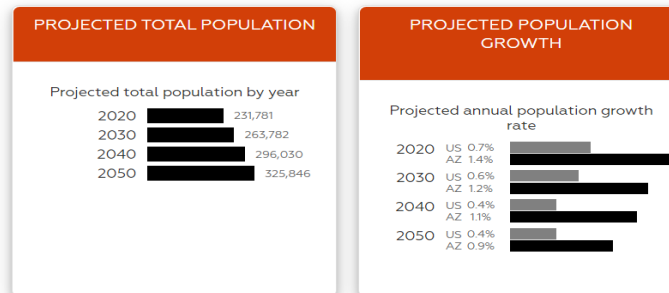 PROJECTED TOTAL POPULATION
Projected total population by year
2020 231,781
2030 263,782
2040 296,030
2050 325,846
PROJECTED POPULATION
GROWTH
Projected annual population growth
rate
2020 US 0.7%
AZ 1.4%
2030 US 0.6%
AZ 1.2%
2040 US 0.4%
AZ 1.1%
2050 US 0.4%
AZ 0.9%